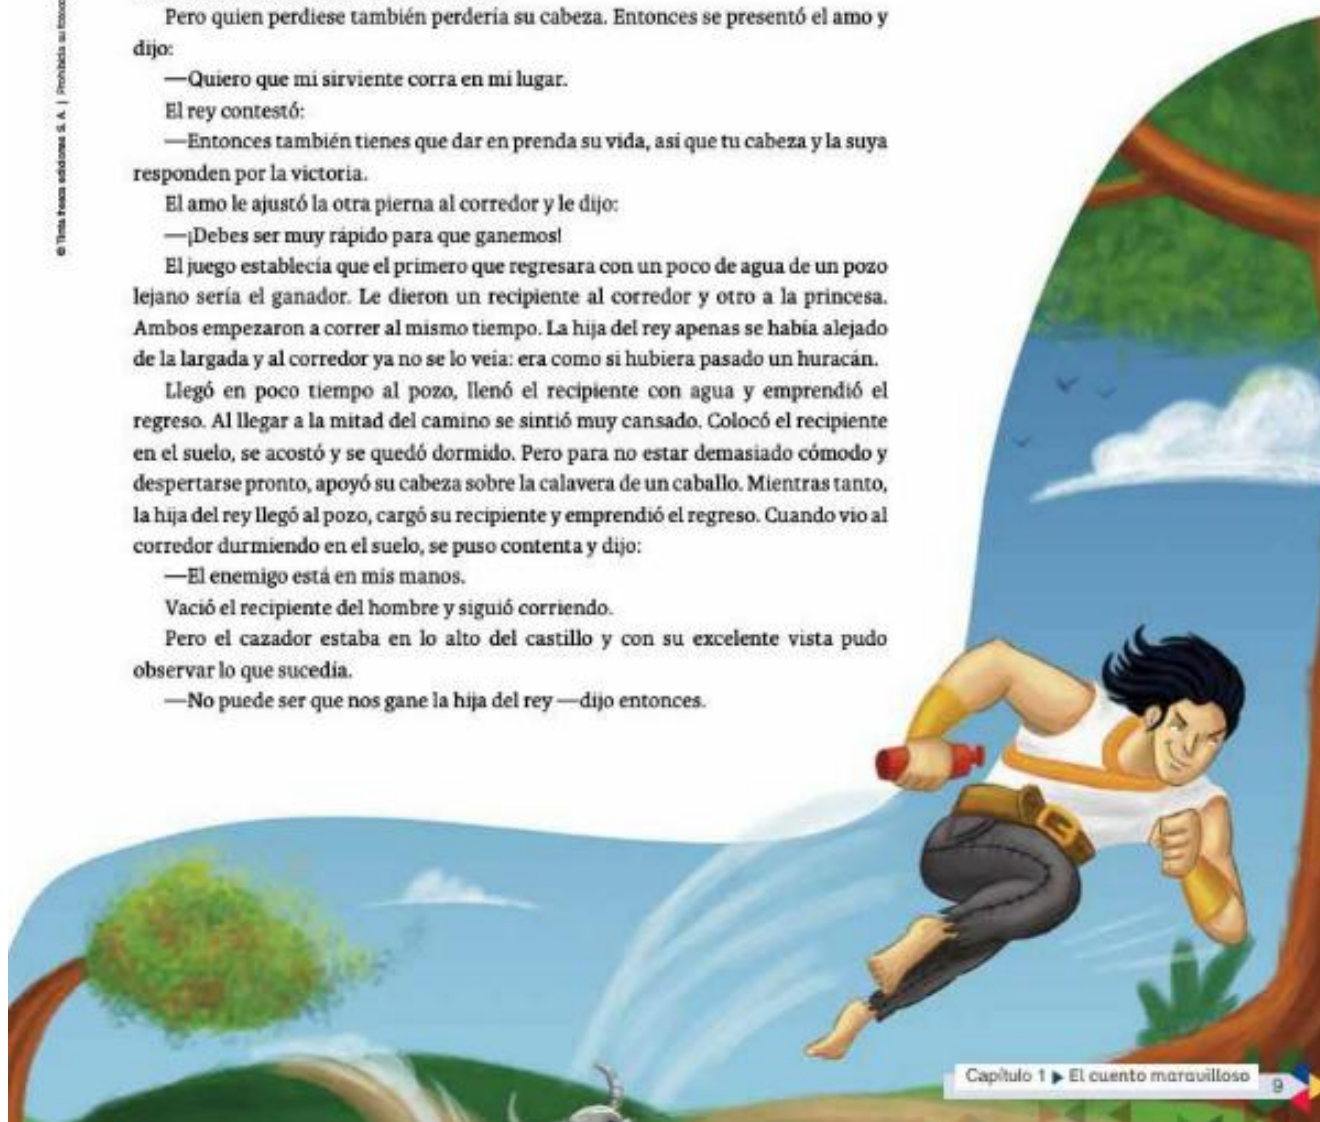 Pero quien perdiese también perdería su cabeza. Entonces se presentó el amo y
dijo:
—Quiero que mi sirviente corra en mi lugar.
El rey contestó:
—Entonces también tienes que dar en prenda su vida, así que tu cabeza y la suya
responden por la victoria.
El amo le ajustó la otra pierna al corredor y le dijo:
—¡Debes ser muy rápido para que ganemos!
El juego establecía que el primero que regresara con un poco de agua de un pozo
lejano sería el ganador. Le dieron un recipiente al corredor y otro a la princesa.
Ambos empezaron a correr al mismo tiempo. La hija del rey apenas se había alejado
de la largada y al corredor ya no se lo veía: era como si hubiera pasado un huracán.
Llegó en poco tiempo al pozo, llenó el recipiente con agua y emprendió el
regreso. Al llegar a la mitad del camino se sintió muy cansado. Colocó el recipiente
en el suelo, se acostó y se quedó dormido. Pero para no estar demasiado cómodo y
despertarse pronto, apoyó su cabeza sobre la calavera de un caballo. Mientras tanto,
la hija del rey llegó al pozo, cargó su recipiente y emprendió el regreso. Cuando vio al
corredor durmiendo en el suelo, se puso contenta y dijo:
—El enemigo está en mis manos.
Vació el recipiente del hombre y siguió corriendo.
Pero el cazador estaba en lo alto del castillo y con su excelente vista pudo
observar lo que sucedía.
—No puede ser que nos gane la hija del rey —dijo entonces.
© Tinta fresca ediciones S. A. | Prohibida su
Capítulo 1 ▶ El cuento maravilloso 9